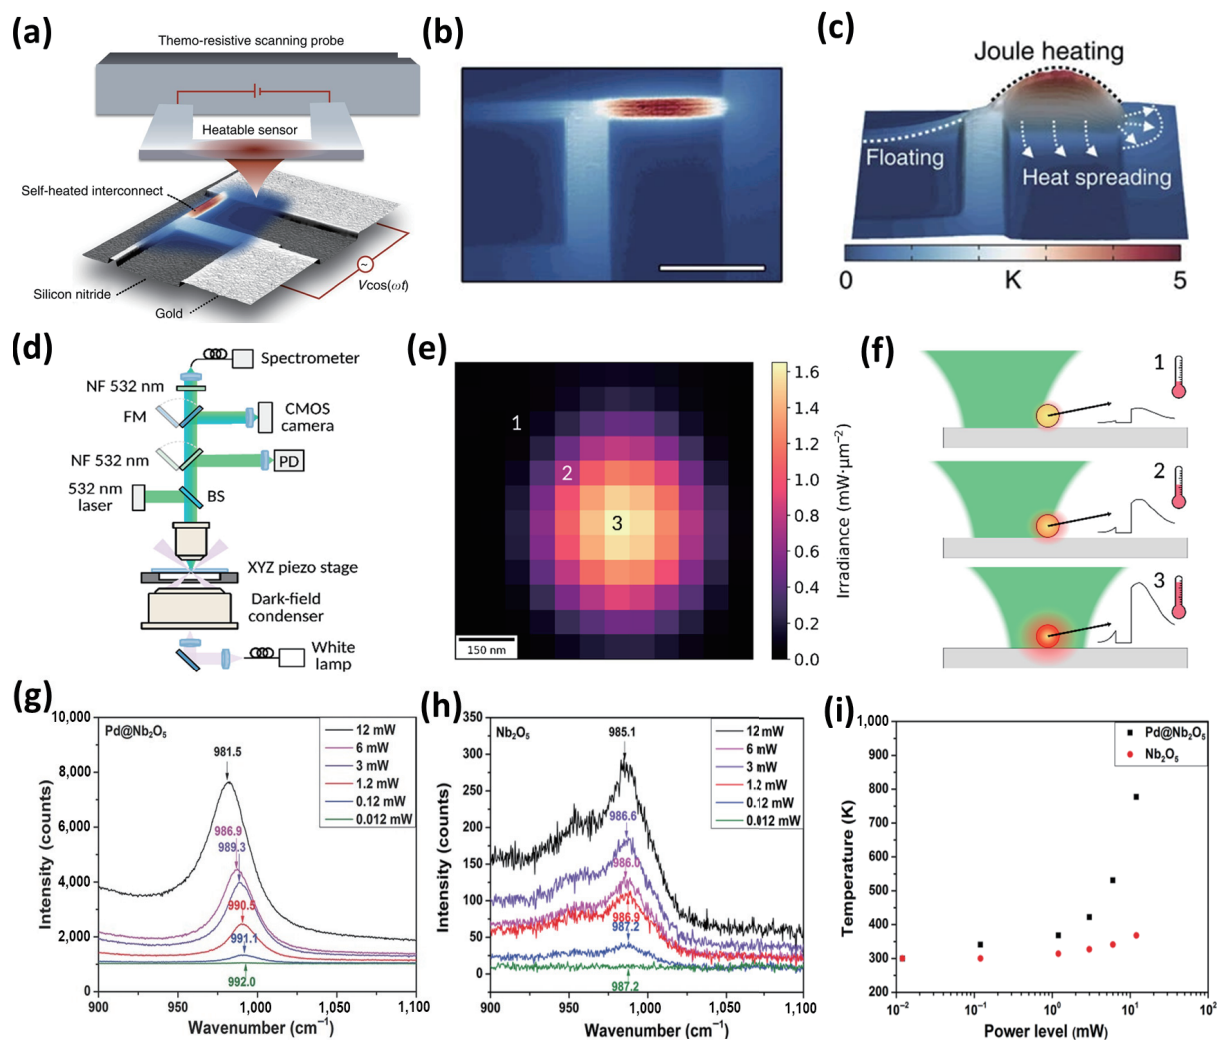 (a)
Themo-resistive scanning probe
Heatable sensor
Self-heated interconnect
Silicon nitride
Gold
~
Vcos(ωt)
(b)
(c)
Joule heating
Floating
Heat spreading
0
K
5
(d)
Spectrometer
NF 532 nm
FM
CMOS
camera
NF 532 nm
PD
532 nm
laser
BS
XYZ piezo stage
Dark-field
condenser
White
lamp
(e)
1
2
3
150 nm
1.6
1.4
1.2
1.0
0.8
0.6
0.4
0.2
0.0
Irradiance (mW·μm⁻²)
(f)
1
2
3
(g)
Pd@Nb₂O₅
10,000
8,000
6,000
4,000
2,000
0
Intensity (counts)
981.5
986.9
989.3
990.5
991.1
992.0
12 mW
6 mW
3 mW
1.2 mW
0.12 mW
0.012 mW
900
950
1,000
1,050
1,100
Wavenumber (cm⁻¹)
(h)
Nb₂O₅
350
300
250
200
150
100
50
0
Intensity (counts)
985.1
986.6
986.0
986.9
987.2
987.2
12 mW
6 mW
3 mW
1.2 mW
0.12 mW
0.012 mW
900
950
1,000
1,050
1,100
Wavenumber (cm⁻¹)
(i)
1,000
900
800
700
600
500
400
300
200
Temperature (K)
Pd@Nb₂O₅
Nb₂O₅
10⁻²
10⁻¹
10⁰
10¹
10²
Power level (mW)